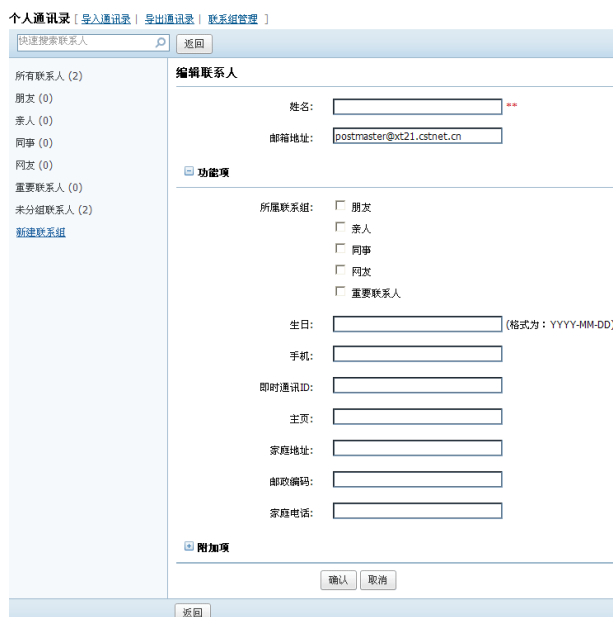 个人通讯录 [ 导入通讯录 | 导出通讯录 | 联系组管理 ]
快速搜索联系人 返回
所有联系人 (2)
朋友 (0)
亲人 (0)
同事 (0)
网友 (0)
重要联系人 (0)
未分组联系人 (2)
新建联系组
编辑联系人
姓名: **
邮箱地址: postmaster@xt21.cstnet.cn
功能项
所属联系组: 朋友
亲人
同事
网友
重要联系人
生日: (格式为：YYYY-MM-DD)
手机:
即时通讯ID:
主页:
家庭地址:
邮政编码:
家庭电话:
附加项
确认 取消
返回